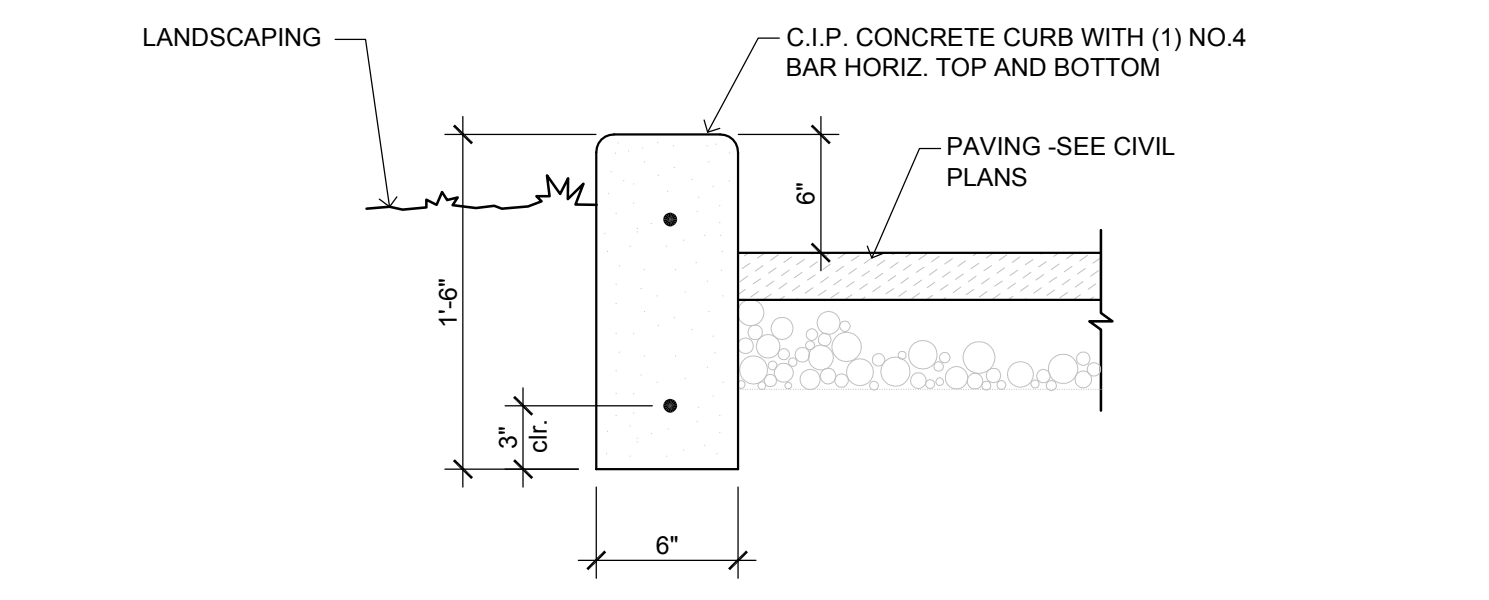 LANDSCAPING
C.I.P. CONCRETE CURB WITH (1) NO.4
BAR HORIZ. TOP AND BOTTOM
PAVING -SEE CIVIL
PLANS
6"
1'-6"
3"
clr.
6"